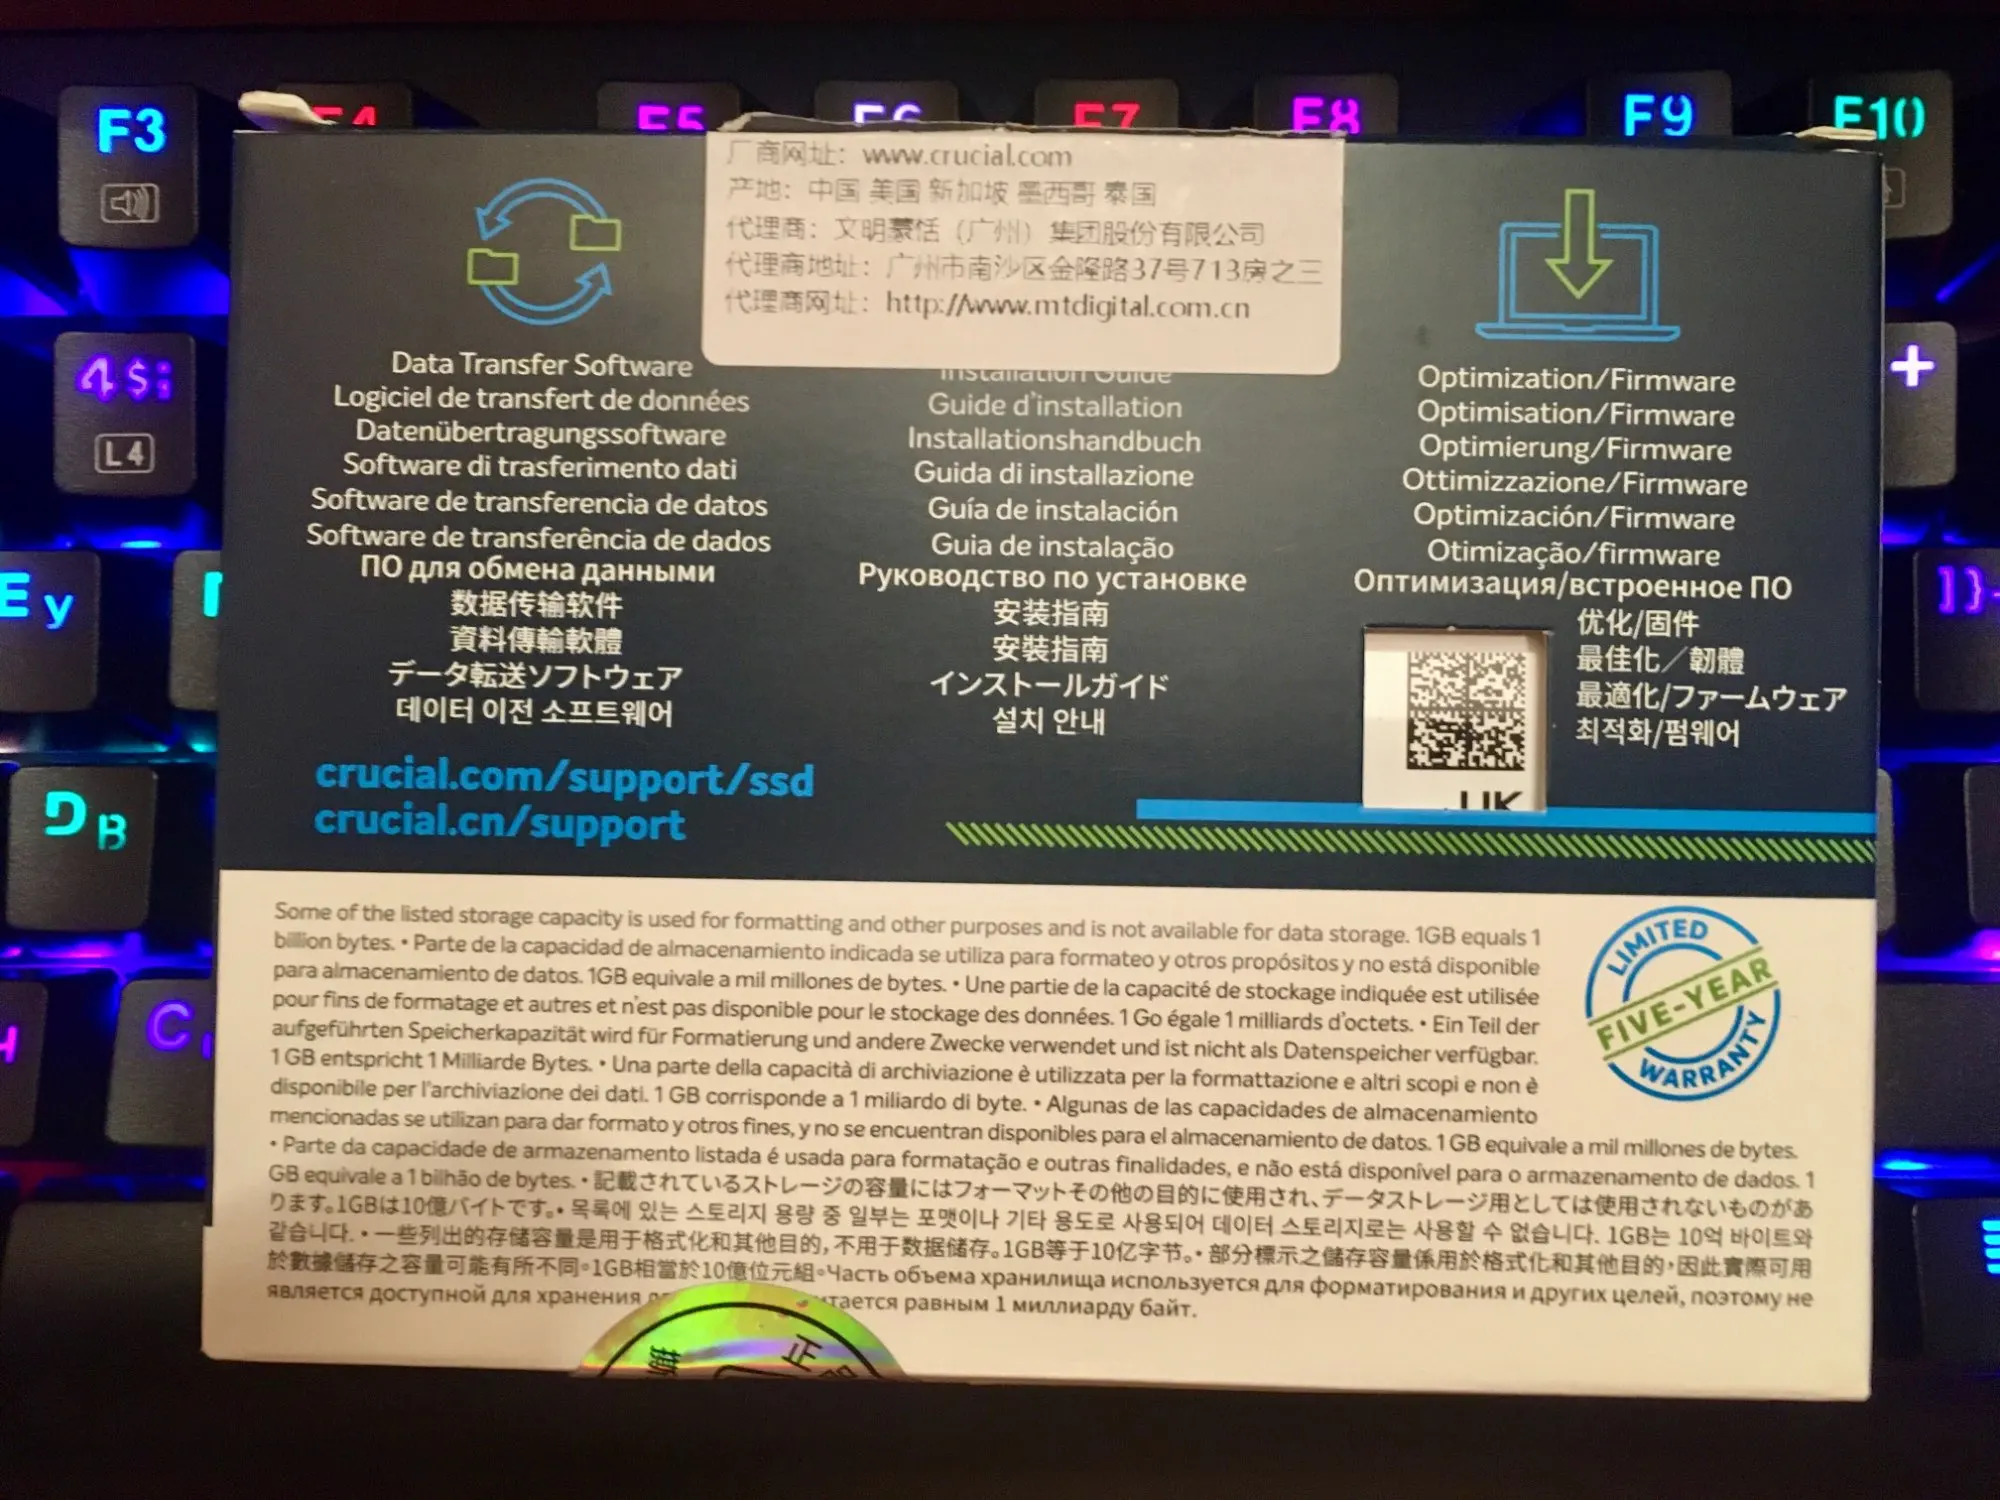 F3
F4
F5
F6
F7
F8
F9
F10
厂商网址：www.crucial.com
产地：中国 美国 新加坡 墨西哥 泰国
代理商：文明蒙恬（广州）集团股份有限公司
代理商地址：广州市南沙区金隆路37号713房之三
代理商网址：http://www.mtdigital.com.cn
4 $ ;
L4
+
Data Transfer Software
Logiciel de transfert de données
Datenübertragungssoftware
Software di trasferimento dati
Software de transferencia de datos
Software de transferência de dados
ПО для обмена данными
数据传输软件
資料傳輸軟體
データ転送ソフトウェア
데이터 이전 소프트웨어
Installation Guide
Guide d'installation
Installationshandbuch
Guida di installazione
Guía de instalación
Guia de instalação
Руководство по установке
安装指南
安裝指南
インストールガイド
설치 안내
Optimization/Firmware
Optimisation/Firmware
Optimierung/Firmware
Ottimizzazione/Firmware
Optimización/Firmware
Otimização/firmware
Оптимизация/встроенное ПО
优化/固件
最佳化／韌體
最適化/ファームウェア
최적화/펌웨어
UK
E у
] }
D В
C
crucial.com/support/ssd
crucial.cn/support
Some of the listed storage capacity is used for formatting and other purposes and is not available for data storage. 1GB equals 1
billion bytes. • Parte de la capacidad de almacenamiento indicada se utiliza para formateo y otros propósitos y no está disponible
para almacenamiento de datos. 1GB equivale a mil millones de bytes. • Une partie de la capacité de stockage indiquée est utilisée
pour fins de formatage et autres et n'est pas disponible pour le stockage des données. 1 Go égale 1 milliards d'octets. • Ein Teil der
aufgeführten Speicherkapazität wird für Formatierung und andere Zwecke verwendet und ist nicht als Datenspeicher verfügbar.
1 GB entspricht 1 Milliarde Bytes. • Una parte della capacità di archiviazione è utilizzata per la formattazione e altri scopi e non è
disponibile per l'archiviazione dei dati. 1 GB corrisponde a 1 miliardo di byte. • Algunas de las capacidades de almacenamiento
mencionadas se utilizan para dar formato y otros fines, y no se encuentran disponibles para el almacenamiento de datos. 1 GB equivale a mil millones de bytes.
• Parte da capacidade de armazenamento listada é usada para formatação e outras finalidades, e não está disponível para o armazenamento de dados. 1
GB equivale a 1 bilhão de bytes. • 記載されているストレージの容量にはフォーマットその他の目的に使用され、データストレージ用としては使用されないものがあ
ります。1GBは10億バイトです。• 목록에 있는 스토리지 용량 중 일부는 포맷이나 기타 용도로 사용되어 데이터 스토리지로는 사용할 수 없습니다. 1GB는 10억 바이트와
같습니다. • 一些列出的存储容量是用于格式化和其他目的，不用于数据储存。1GB等于10亿字节。• 部分標示之儲存容量係用於格式化和其他目的，因此實際可用
於數據儲存之容量可能有所不同。1GB相當於10億位元組。Часть объема хранилища используется для форматирования и других целей, поэтому не
является доступной для хранения тается равным 1 миллиарду байт.
LIMITED
FIVE-YEAR
WARRANTY
正